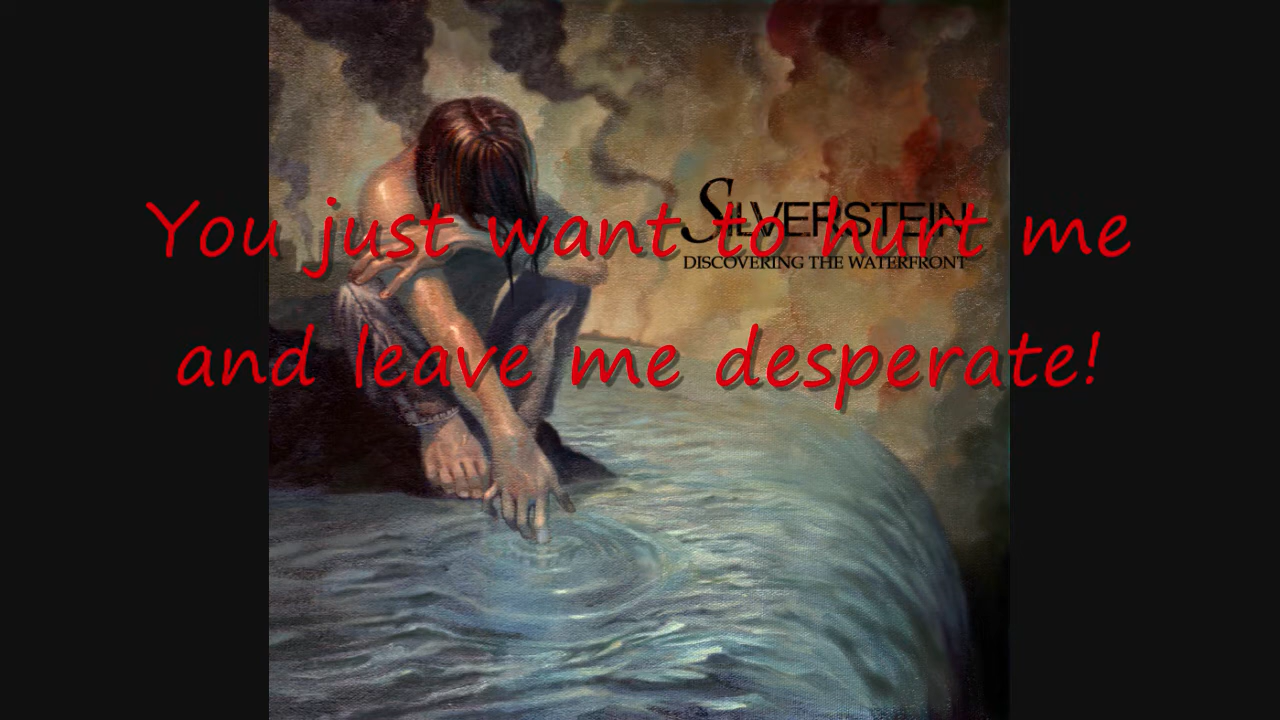 SILVERSTEIN
DISCOVERING THE WATERFRONT
You just want to hurt me
and leave me desperate!